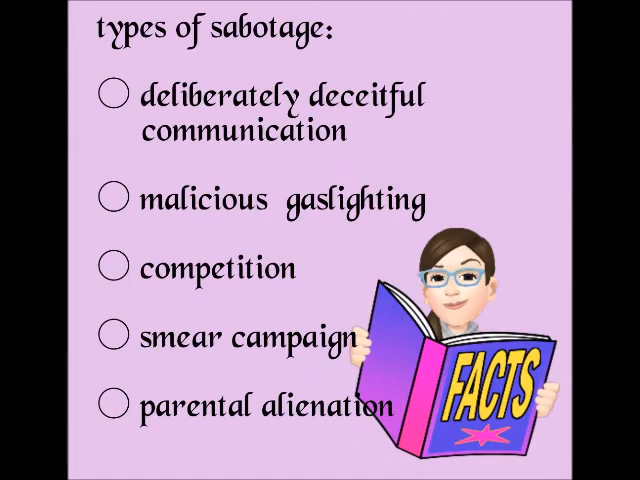 types of sabotage:
deliberately deceitful
communication
malicious gaslighting
competition
smear campaign
parental alienation
FACTS